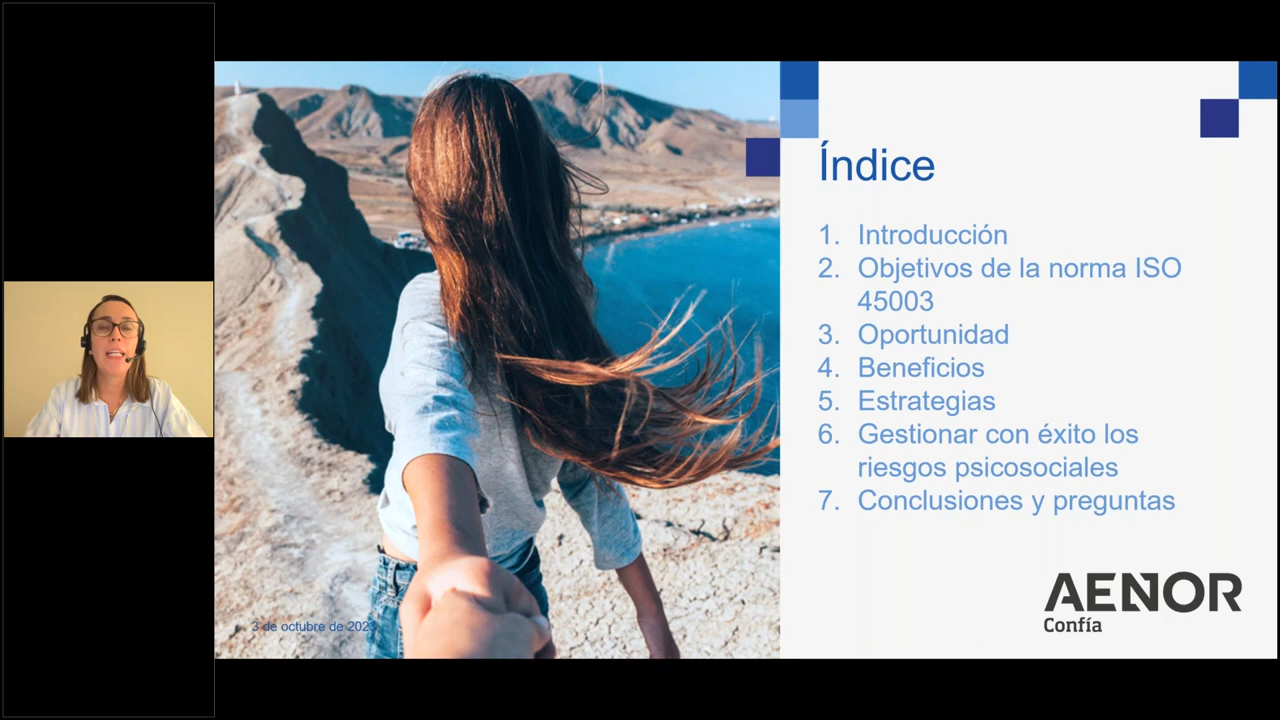 Índice
1. Introducción
2. Objetivos de la norma ISO
45003
3. Oportunidad
4. Beneficios
5. Estrategias
6. Gestionar con éxito los
riesgos psicosociales
7. Conclusiones y preguntas
3 de octubre de
AENOR
Confía